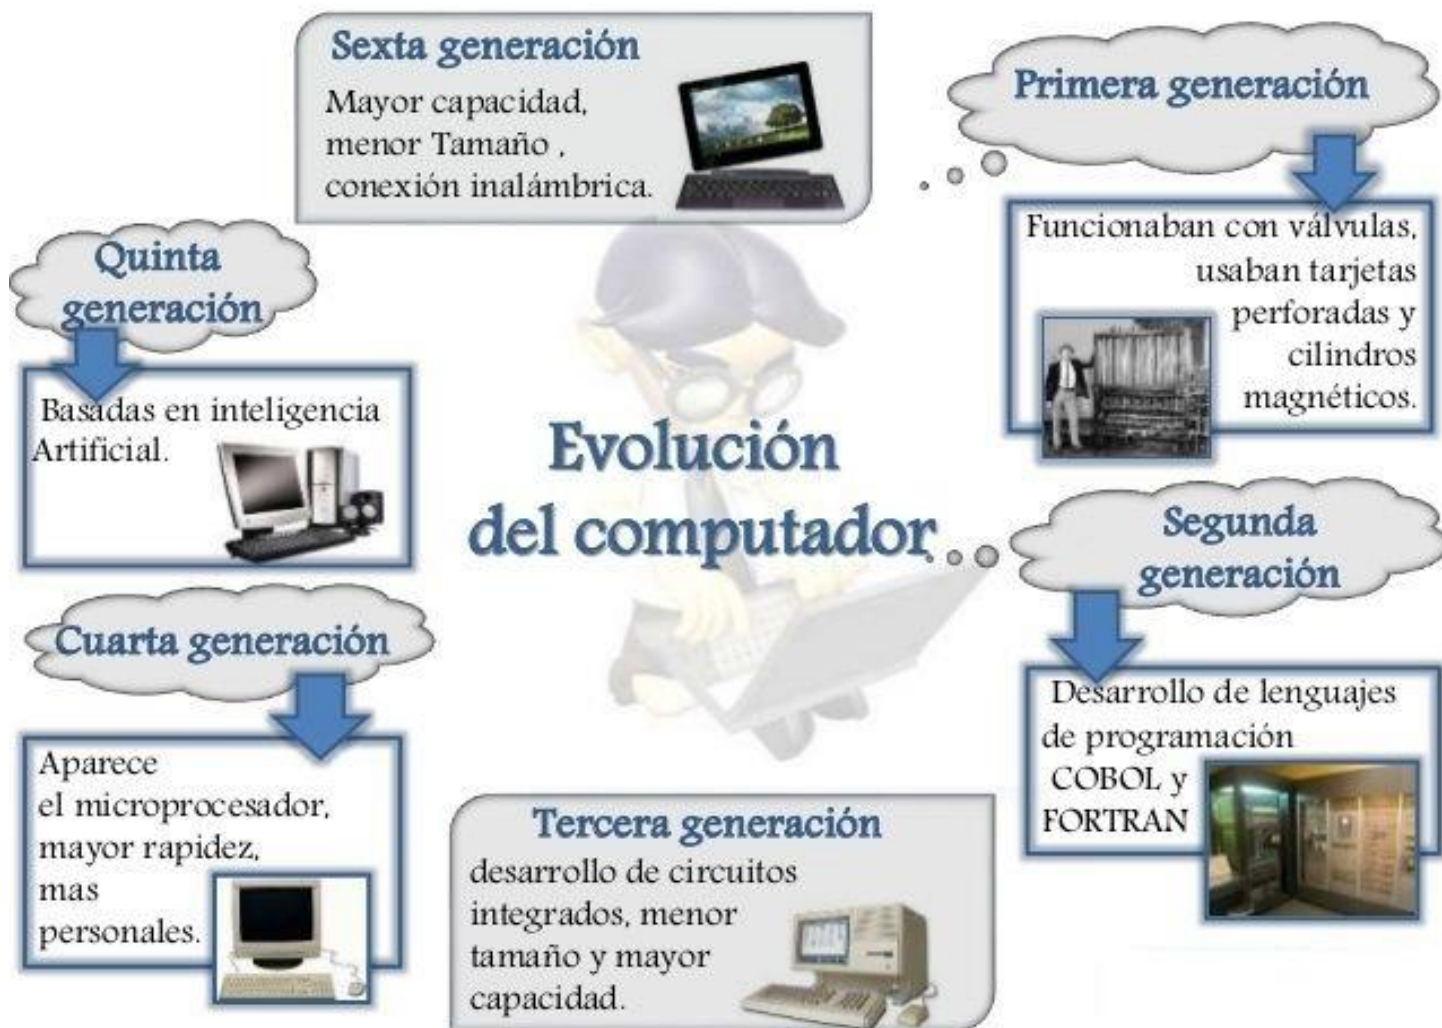 Sexta generación
Mayor capacidad,
menor Tamaño ,
conexión inalámbrica.
Primera generación
Funcionaban con válvulas,
usaban tarjetas
perforadas y
cilindros
magnéticos.
Quinta
generación
Basadas en inteligencia
Artificial.
Evolución
del computador
Segunda
generación
Desarrollo de lenguajes
de programación
COBOL y
FORTRAN
Cuarta generación
Aparece
el microprocesador,
mayor rapidez,
mas
personales.
Tercera generación
desarrollo de circuitos
integrados, menor
tamaño y mayor
capacidad.